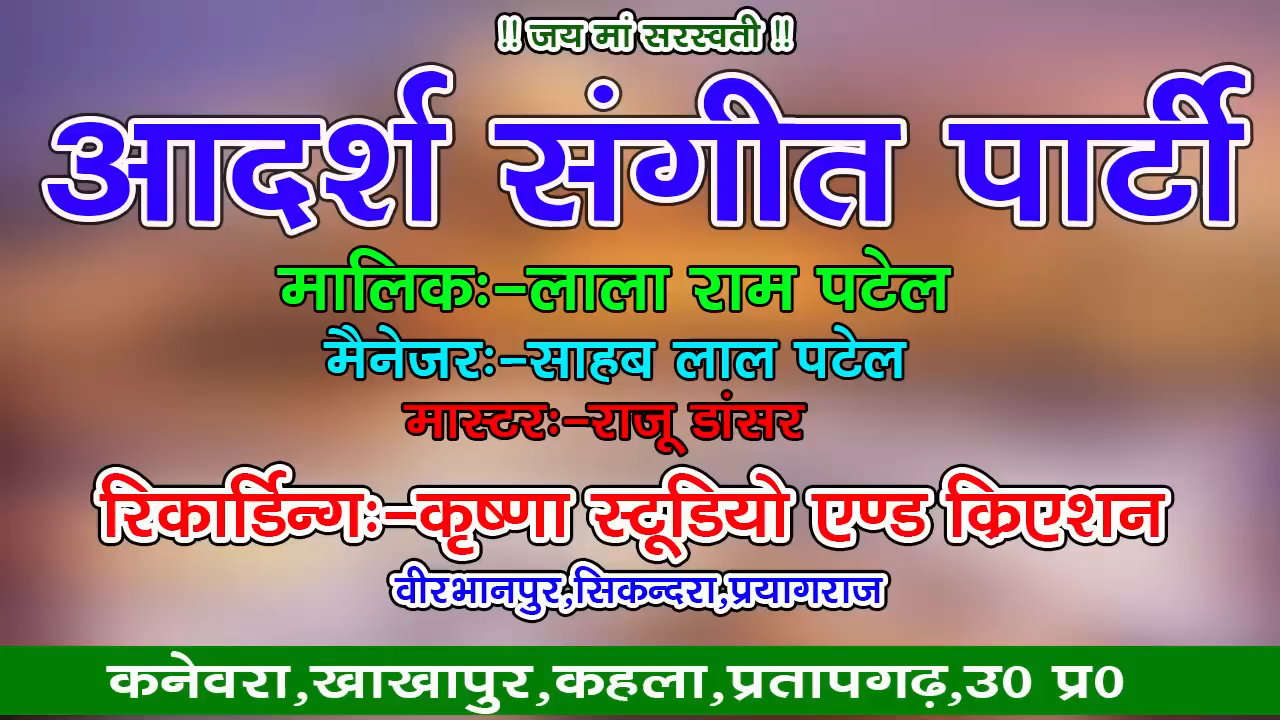 !! जय मां सरस्वती !!
आदर्श संगीत पार्टी
मालिकः-लाला राम पटेल
मैनेजरः-साहब लाल पटेल
मास्टरः-राजू डांसर
रिकार्डिन्गः-कृष्णा स्टूडियो एण्ड क्रिएशन
वीरभानपुर,सिकन्दरा,प्रयागराज
कनेवरा,खाखापुर,कहला,प्रतापगढ़,उ0 प्र0